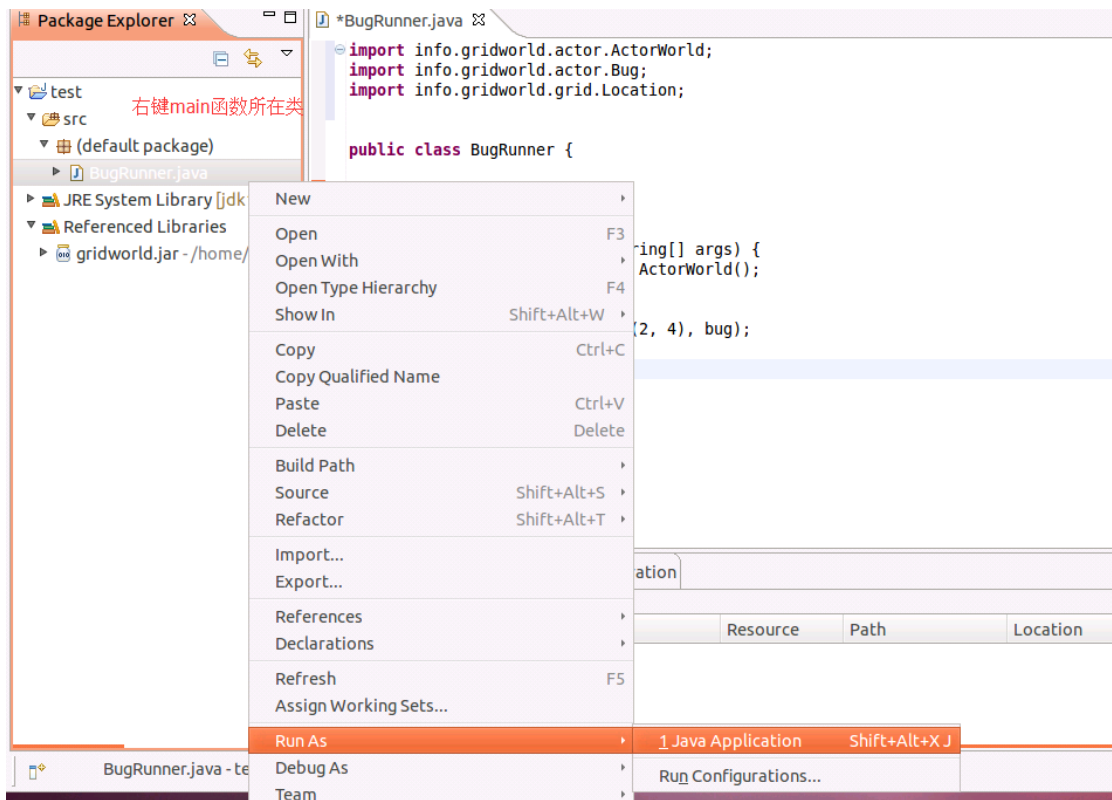 Package Explorer
*BugRunner.java
import info.gridworld.actor.ActorWorld;
import info.gridworld.actor.Bug;
import info.gridworld.grid.Location;
public class BugRunner {
ring[] args) {
ActorWorld();
(2, 4), bug);
test
右键main函数所在类
src
(default package)
BugRunner.java
JRE System Library [jdk
Referenced Libraries
gridworld.jar - /home/
New
Open F3
Open With
Open Type Hierarchy F4
Show In Shift+Alt+W
Copy Ctrl+C
Copy Qualified Name
Paste Ctrl+V
Delete Delete
Build Path
Source Shift+Alt+S
Refactor Shift+Alt+T
Import...
Export...
References
Declarations
Refresh F5
Assign Working Sets...
Run As
Debug As
Team
1 Java Application Shift+Alt+X J
Run Configurations...
ation
Resource Path Location
BugRunner.java - te